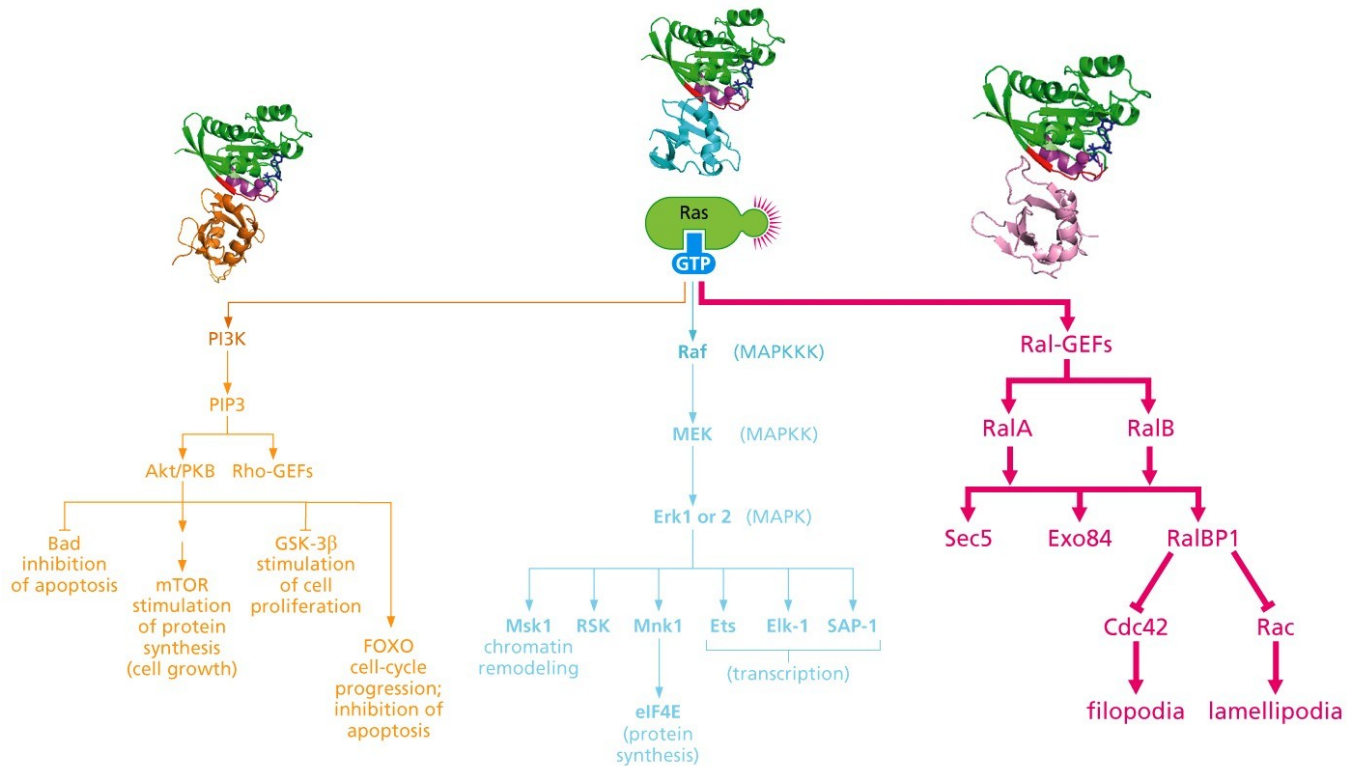 Ras
GTP
PI3K
PIP3
Akt/PKB Rho-GEFs
Bad
inhibition
of apoptosis
mTOR
stimulation
of protein
synthesis
(cell growth)
GSK-3β
stimulation
of cell
proliferation
FOXO
cell-cycle
progression;
inhibition of
apoptosis
Raf (MAPKKK)
MEK (MAPKK)
Erk1 or 2 (MAPK)
Msk1
chromatin
remodeling
RSK
Mnk1
eIF4E
(protein
synthesis)
Ets Elk-1 SAP-1
(transcription)
Ral-GEFs
RalA RalB
Sec5 Exo84 RalBP1
Cdc42 Rac
filopodia lamellipodia